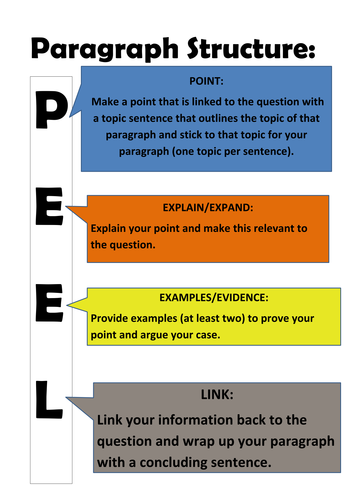 Paragraph Structure:
P
POINT:
Make a point that is linked to the question with
a topic sentence that outlines the topic of that
paragraph and stick to that topic for your
paragraph (one topic per sentence).
E
EXPLAIN/EXPAND:
Explain your point and make this relevant to
the question.
E
EXAMPLES/EVIDENCE:
Provide examples (at least two) to prove your
point and argue your case.
L
LINK:
Link your information back to the
question and wrap up your paragraph
with a concluding sentence.